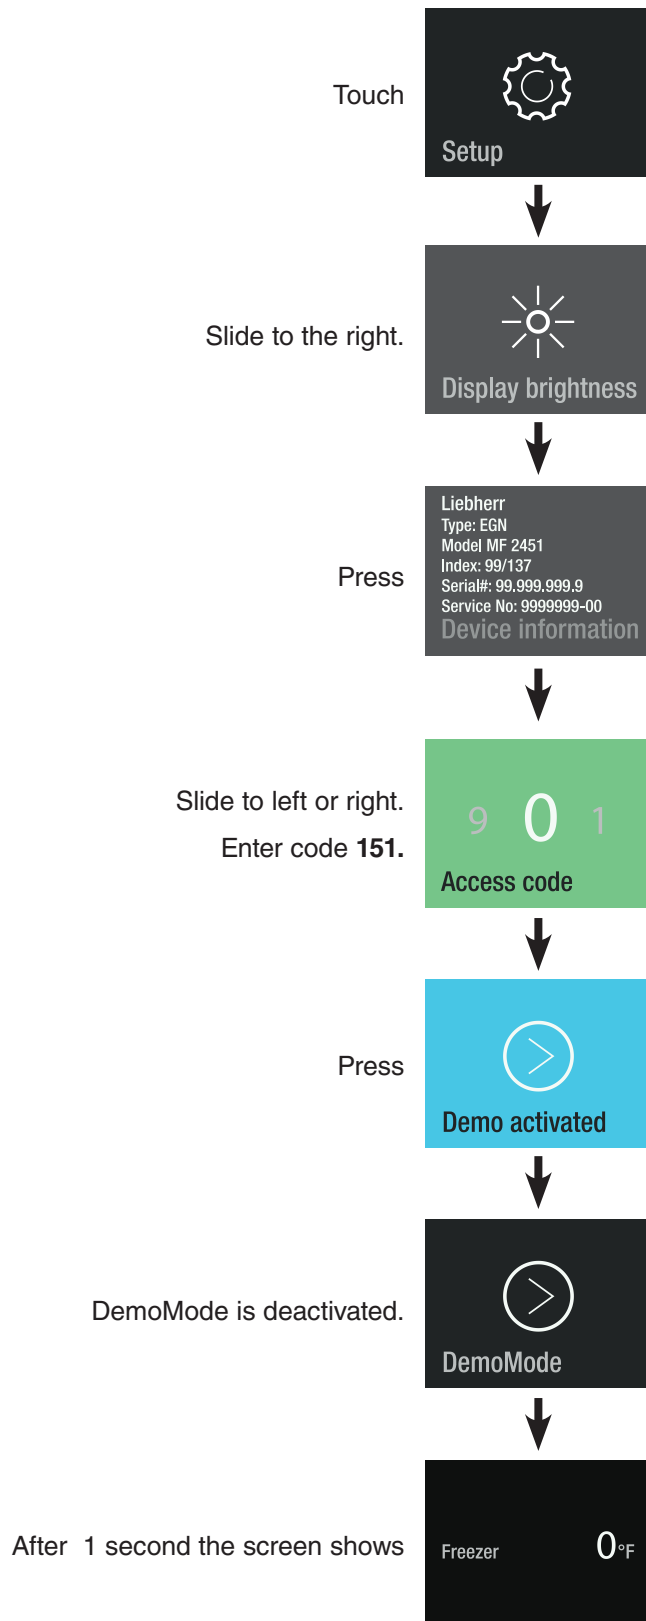 Touch
Setup
Slide to the right.
Display brightness
Liebherr
Type: EGN
Model MF 2451
Index: 99/137
Press
Serial#: 99.999.999.9
Service No: 9999999-00
Device information
Slide to left or right.
9 0 1
Enter code 151.
Access code
Press
Demo activated
DemoMode is deactivated.
DemoMode
After 1 second the screen shows
Freezer 0°F